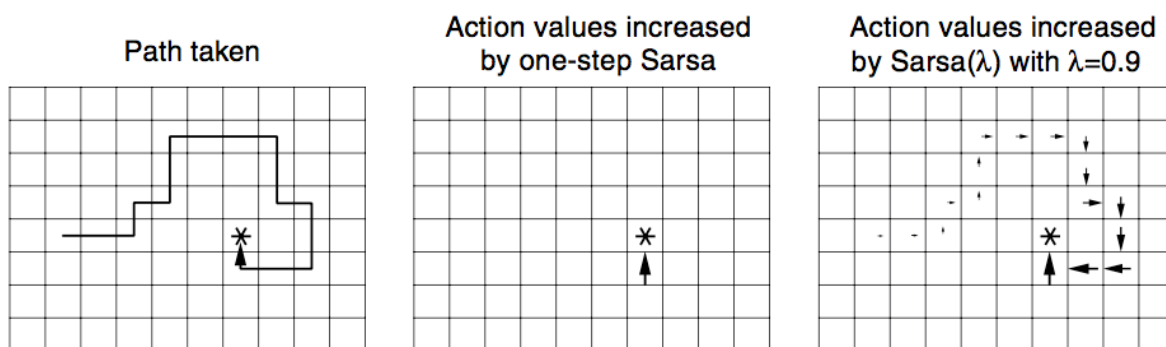 Path taken
Action values increased
by one-step Sarsa
Action values increased
by Sarsa(λ) with λ=0.9